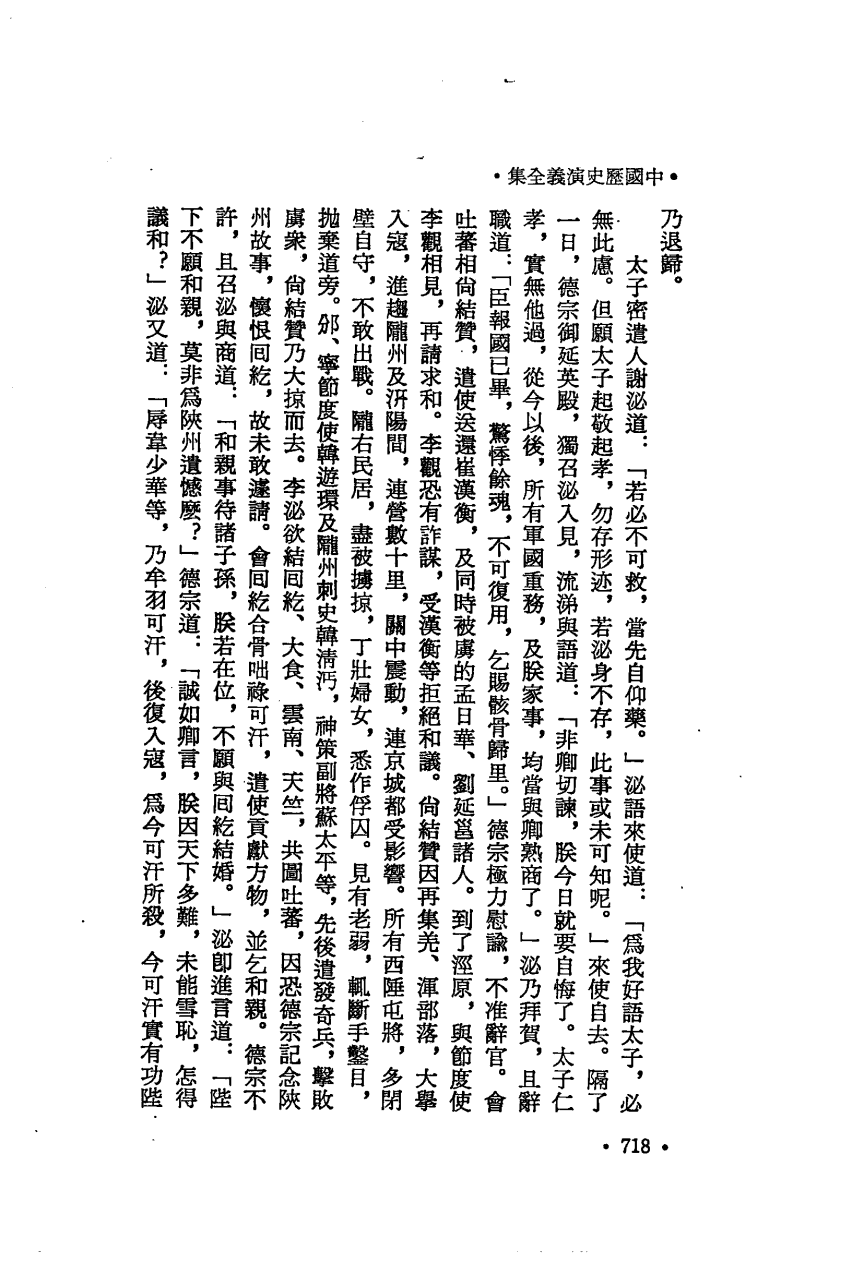 •中國歷史演義全集•
乃退歸。
太子密遣人謝泌道：「若必不可救，當先自仰藥。」泌語來使道：「爲我好語太子，必
無此慮。但願太子起敬起孝，勿存形迹，若泌身不存，此事或未可知呢。」來使自去。隔了
一日，德宗御延英殿，獨召泌入見，流涕與語道：「非卿切諫，朕今日就要自悔了。太子仁
孝，實無他過，從今以後，所有軍國重務，及朕家事，均當與卿熟商了。」泌乃拜賀，且辭
職道：「臣報國已畢，驚悸餘魂，不可復用，乞賜骸骨歸里。」德宗極力慰諭，不准辭官。會
吐蕃相尙結贊，遣使送還崔漢衡，及同時被虜的孟日華、劉延邕諸人。到了涇原，與節度使
李觀相見，再請求和。李觀恐有詐謀，受漢衡等拒絕和議。尙結贊因再集羌、渾部落，大舉
入寇，進趨隴州及汧陽間，連營數十里，關中震動，連京城都受影響。所有西陲屯將，多閉
壁自守，不敢出戰。隴右民居，盡被擄掠，丁壯婦女，悉作俘囚。見有老弱，輒斷手鑿目，
拋棄道旁。邠、寧節度使韓遊環及隴州刺史韓淸沔，神策副將蘇太平等，先後遣發奇兵，擊敗
虜衆，尙結贊乃大掠而去。李泌欲結囘紇、大食、雲南、天竺，共圖吐蕃，因恐德宗記念陝
州故事，懷恨囘紇，故未敢遽請。會囘紇合骨咄祿可汗，遣使貢獻方物，並乞和親。德宗不
許，且召泌與商道：「和親事待諸子孫，朕若在位，不願與囘紇結婚。」泌卽進言道：「陛
下不願和親，莫非爲陝州遺憾麽？」德宗道：「誠如卿言，朕因天下多難，未能雪恥，怎得
議和？」泌又道：「辱韋少華等，乃牟羽可汗，後復入寇，爲今可汗所殺，今可汗實有功陛
•718•